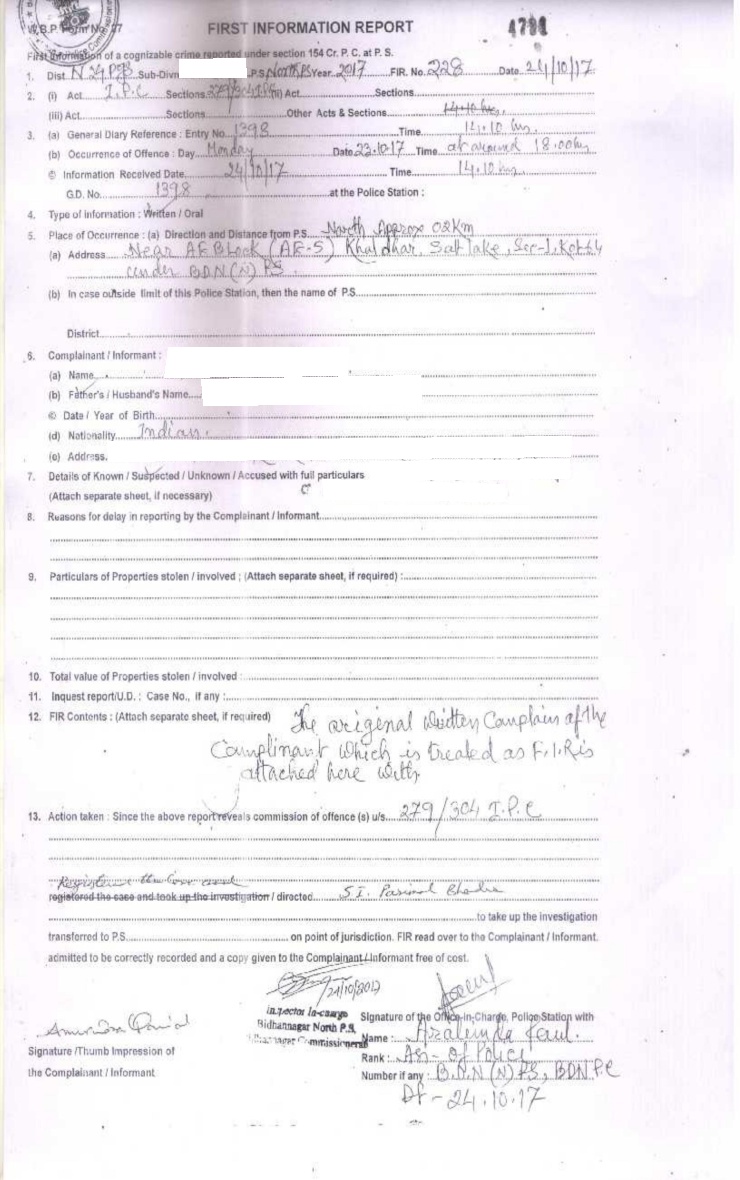 W.B.P. Form No. 27
FIRST INFORMATION REPORT
First Information of a cognizable crime reported under section 154 Cr. P. C. at P. S.
1. Dist. N 24 PGS Sub-Divn P.S. North PS Year 2017 FIR. No. 228 Date 24/10/17
2. (i) Act I.P.C Sections 279/304 I.P.C (ii) Act Sections
(iii) Act Sections Other Acts & Sections 14.10 hrs.
3. (a) General Diary Reference : Entry No. 1398 Time 14.10 hrs.
(b) Occurrence of Offence : Day Monday Date 23.10.17 Time at around 18.00 hrs
© Information Received Date 24/10/17 Time 14.10 hrs
G.D. No. 1398 at the Police Station :
4. Type of information : Written / Oral
5. Place of Occurrence : (a) Direction and Distance from P.S. North Approx 02 Km
(a) Address Near AE Block (AE-5) Khaldhar, Salt Lake, Sec-1, Kol-64
under BDN(N) PS.
(b) In case outside limit of this Police Station, then the name of P.S.
District
6. Complainant / Informant :
(a) Name
(b) Father's / Husband's Name
© Date / Year of Birth
(d) Nationality Indian.
(e) Address.
7. Details of Known / Suspected / Unknown / Accused with full particulars
(Attach separate sheet, if necessary)
8. Reasons for delay in reporting by the Complainant / Informant
9. Particulars of Properties stolen / involved ; (Attach separate sheet, if required) :
10. Total value of Properties stolen / involved :
11. Inquest report/U.D. : Case No., if any :
12. FIR Contents : (Attach separate sheet, if required) The original written Complain of the
Complinant which is treated as F.I.R is
attached here with
13. Action taken : Since the above report reveals commission of offence (s) u/s. 279/304 I.P.C
Registered the
registered the case and took up the investigation / directed S.I. Parimal Bhadra
to take up the investigation
transferred to P.S. on point of jurisdiction. FIR read over to the Complainant / Informant.
admitted to be correctly recorded and a copy given to the Complainant / Informant free of cost.
24/10/2017
Inspector In-charge
Bidhannagar North P.S.
Bidhannagar Commissionerate
Signature of the Officer-in-Charge, Police Station with
Name :
Rank : of Police
Number if any : B.D.N (N) PS, BDN PC
Dt - 24.10.17
Signature /Thumb Impression of
the Complainant / Informant